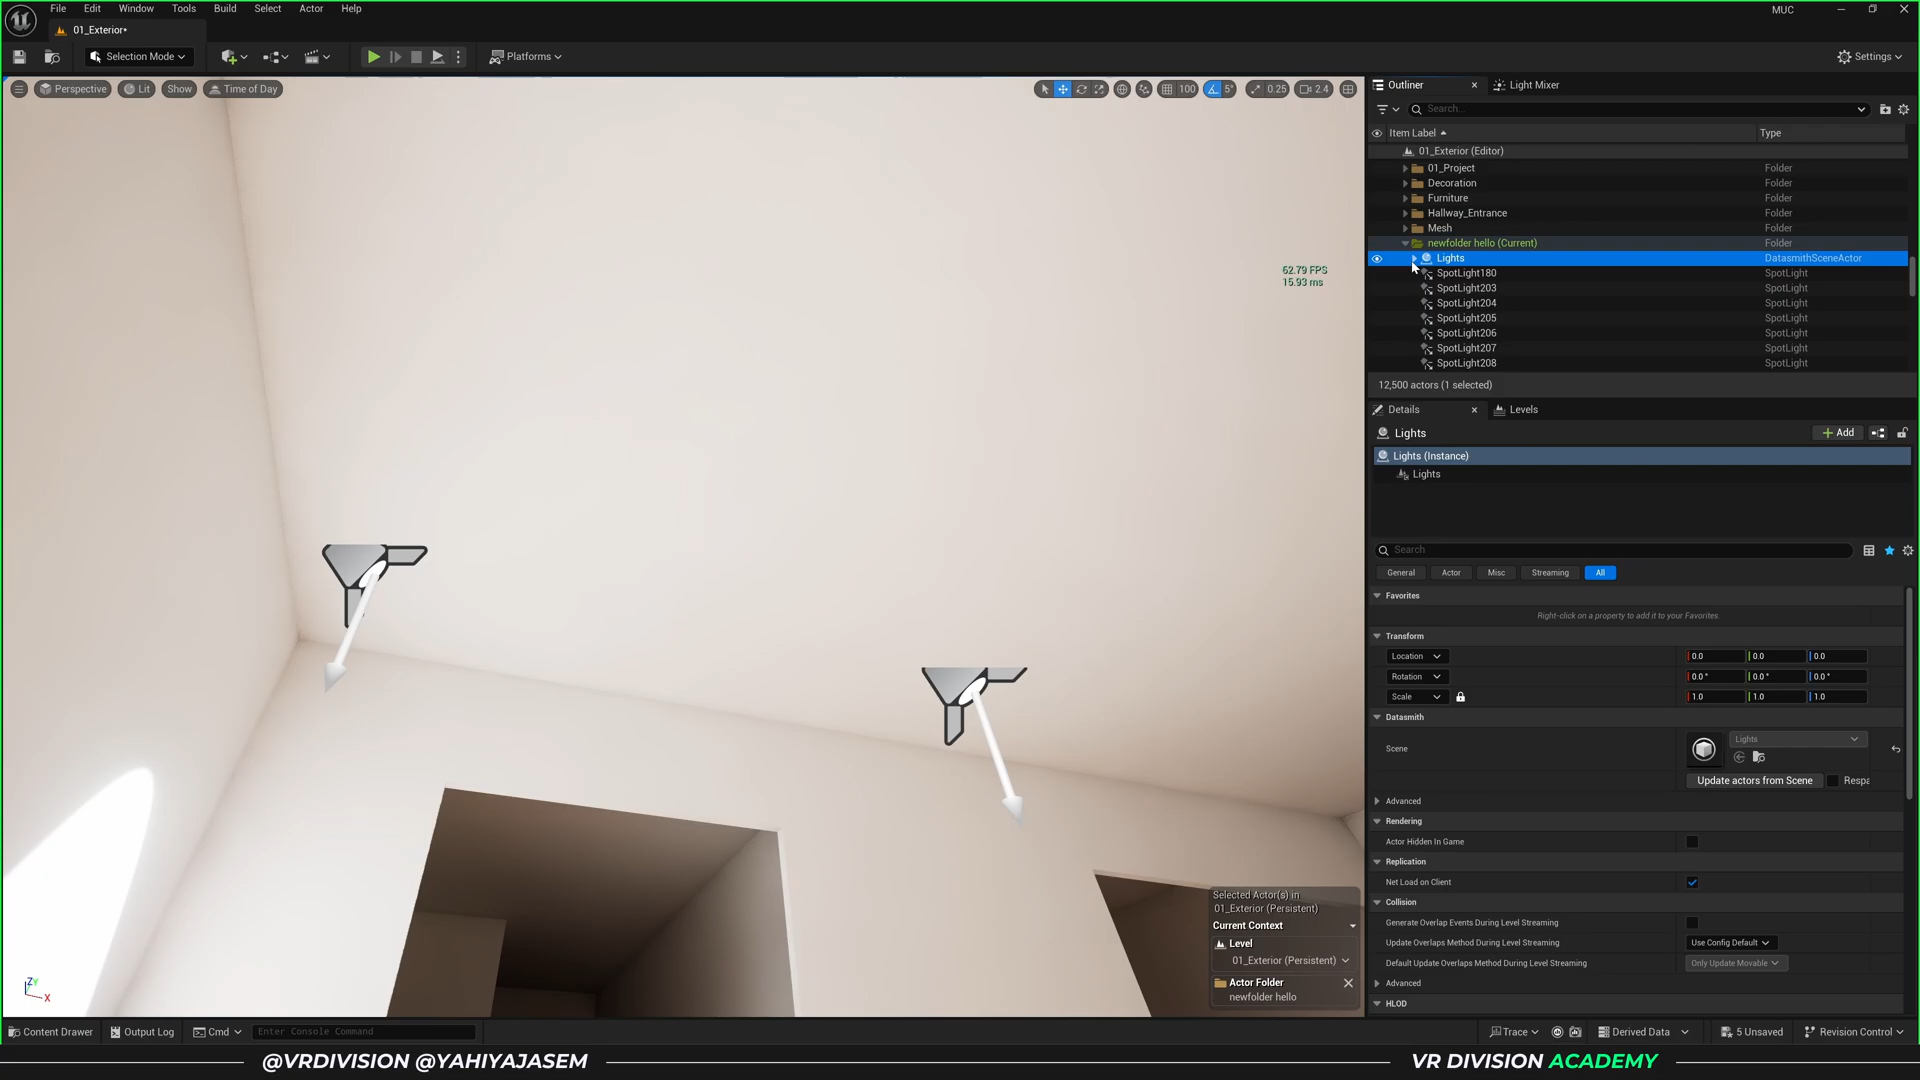 File Edit Window Tools Build Select Actor Help
MUC
01_Exterior•
Selection Mode
Platforms
Settings
Perspective
Lit
Show
Time of Day
100
5°
0.25
2.4
62.79 FPS
15.93 ms
Selected Actor(s) in
01_Exterior (Persistent)
Current Context
Level
01_Exterior (Persistent)
Actor Folder
newfolder hello
Z Y
X
Outliner
Light Mixer
Search...
Item Label
Type
01_Exterior (Editor)
01_Project Folder
Decoration Folder
Furniture Folder
Hallway_Entrance Folder
Mesh Folder
newfolder hello (Current) Folder
Lights DatasmithSceneActor
SpotLight180 SpotLight
SpotLight203 SpotLight
SpotLight204 SpotLight
SpotLight205 SpotLight
SpotLight206 SpotLight
SpotLight207 SpotLight
SpotLight208 SpotLight
12,500 actors (1 selected)
Details
Levels
Lights
+ Add
Lights (Instance)
Lights
Search
General Actor Misc Streaming All
Favorites
Right-click on a property to add it to your Favorites.
Transform
Location 0.0 0.0 0.0
Rotation 0.0° 0.0° 0.0°
Scale 1.0 1.0 1.0
Datasmith
Scene
Lights
Update actors from Scene Respa
Advanced
Rendering
Actor Hidden In Game
Replication
Net Load on Client
Collision
Generate Overlap Events During Level Streaming
Update Overlaps Method During Level Streaming Use Config Default
Default Update Overlaps Method During Level Streaming Only Update Movable
Advanced
HLOD
Content Drawer
Output Log
Cmd
Enter Console Command
Trace
Derived Data
5 Unsaved
Revision Control
@VRDIVISION @YAHIYAJASEM
VR DIVISION ACADEMY